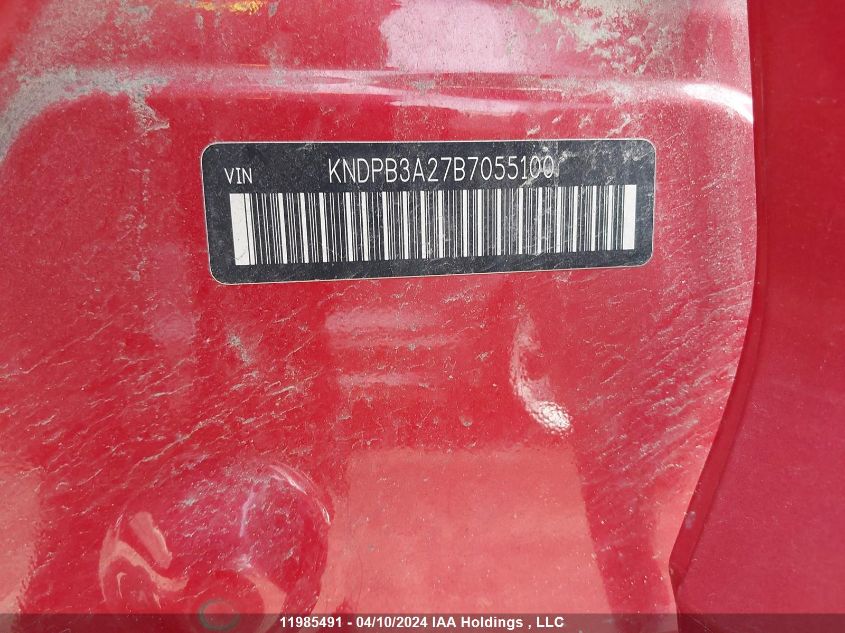 VIN KNDPB3A27B7055100
11985491 - 04/10/2024 IAA Holdings , LLC